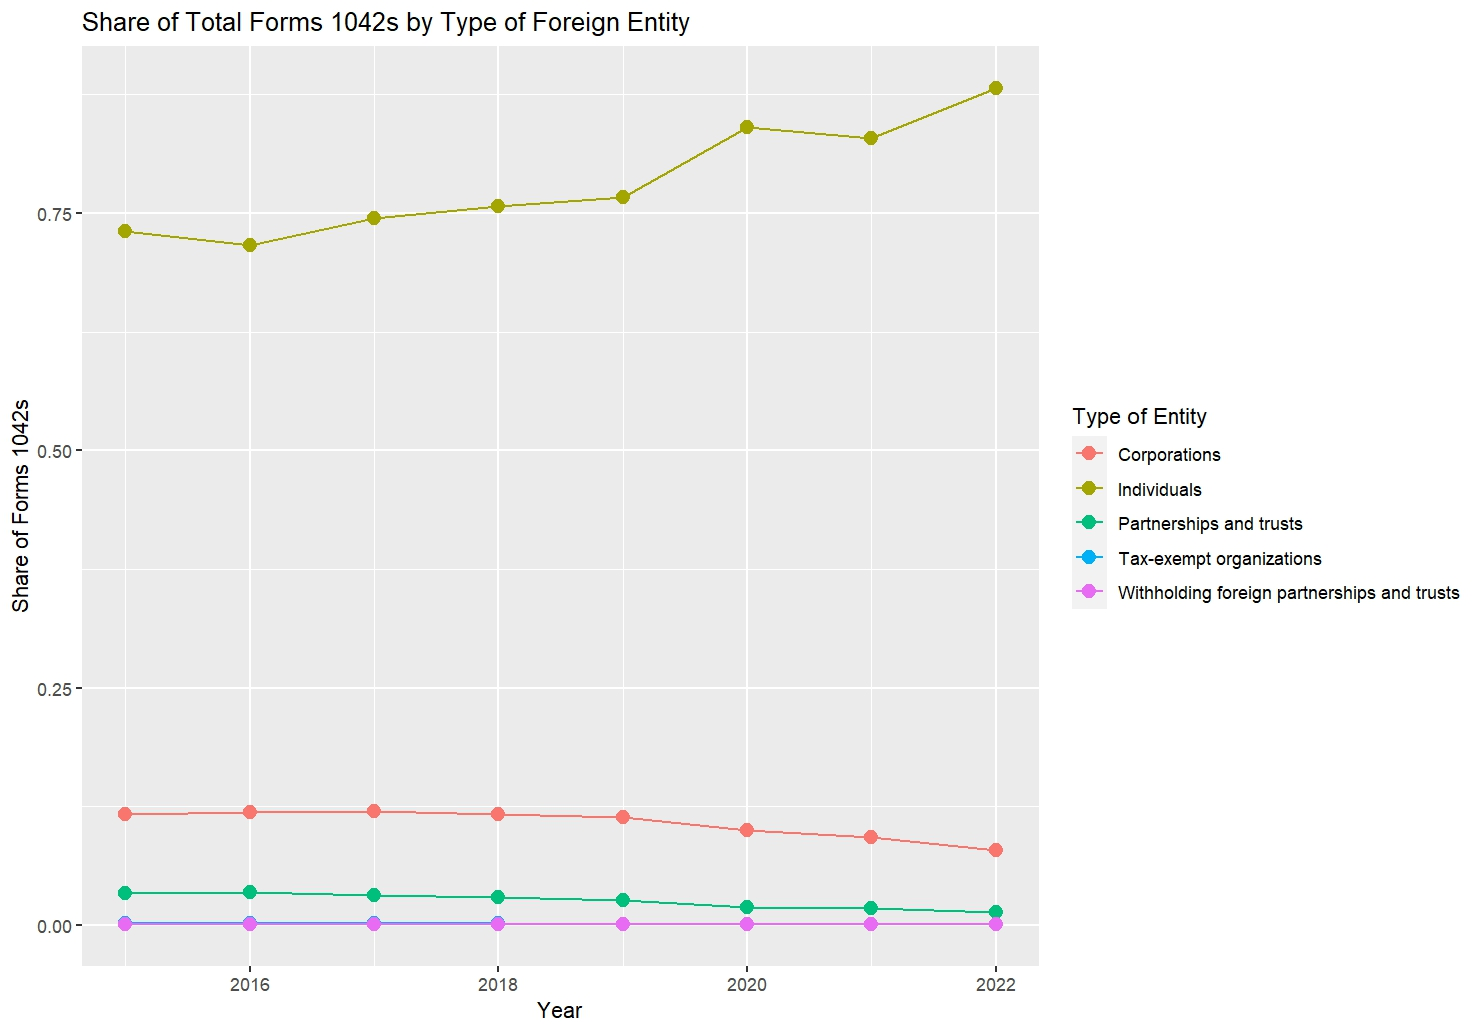 Share of Total Forms 1042s by Type of Foreign Entity
Share of Forms 1042s
0.75
0.50
0.25
0.00
2016
2018
2020
2022
Year
Type of Entity
Corporations
Individuals
Partnerships and trusts
Tax-exempt organizations
Withholding foreign partnerships and trusts